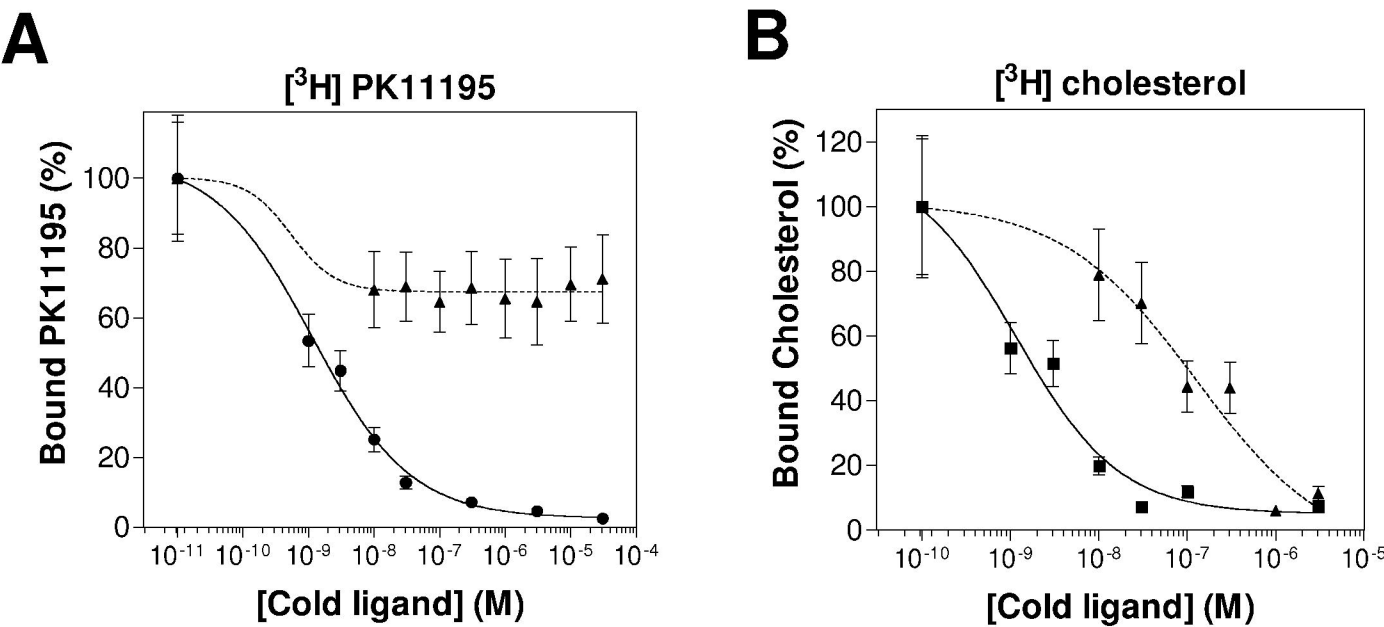 A
[³H] PK11195
Bound PK11195 (%)
100
80
60
40
20
0
10⁻¹¹ 10⁻¹⁰ 10⁻⁹ 10⁻⁸ 10⁻⁷ 10⁻⁶ 10⁻⁵ 10⁻⁴
[Cold ligand] (M)
B
[³H] cholesterol
Bound Cholesterol (%)
120
100
80
60
40
20
0
10⁻¹⁰ 10⁻⁹ 10⁻⁸ 10⁻⁷ 10⁻⁶ 10⁻⁵
[Cold ligand] (M)